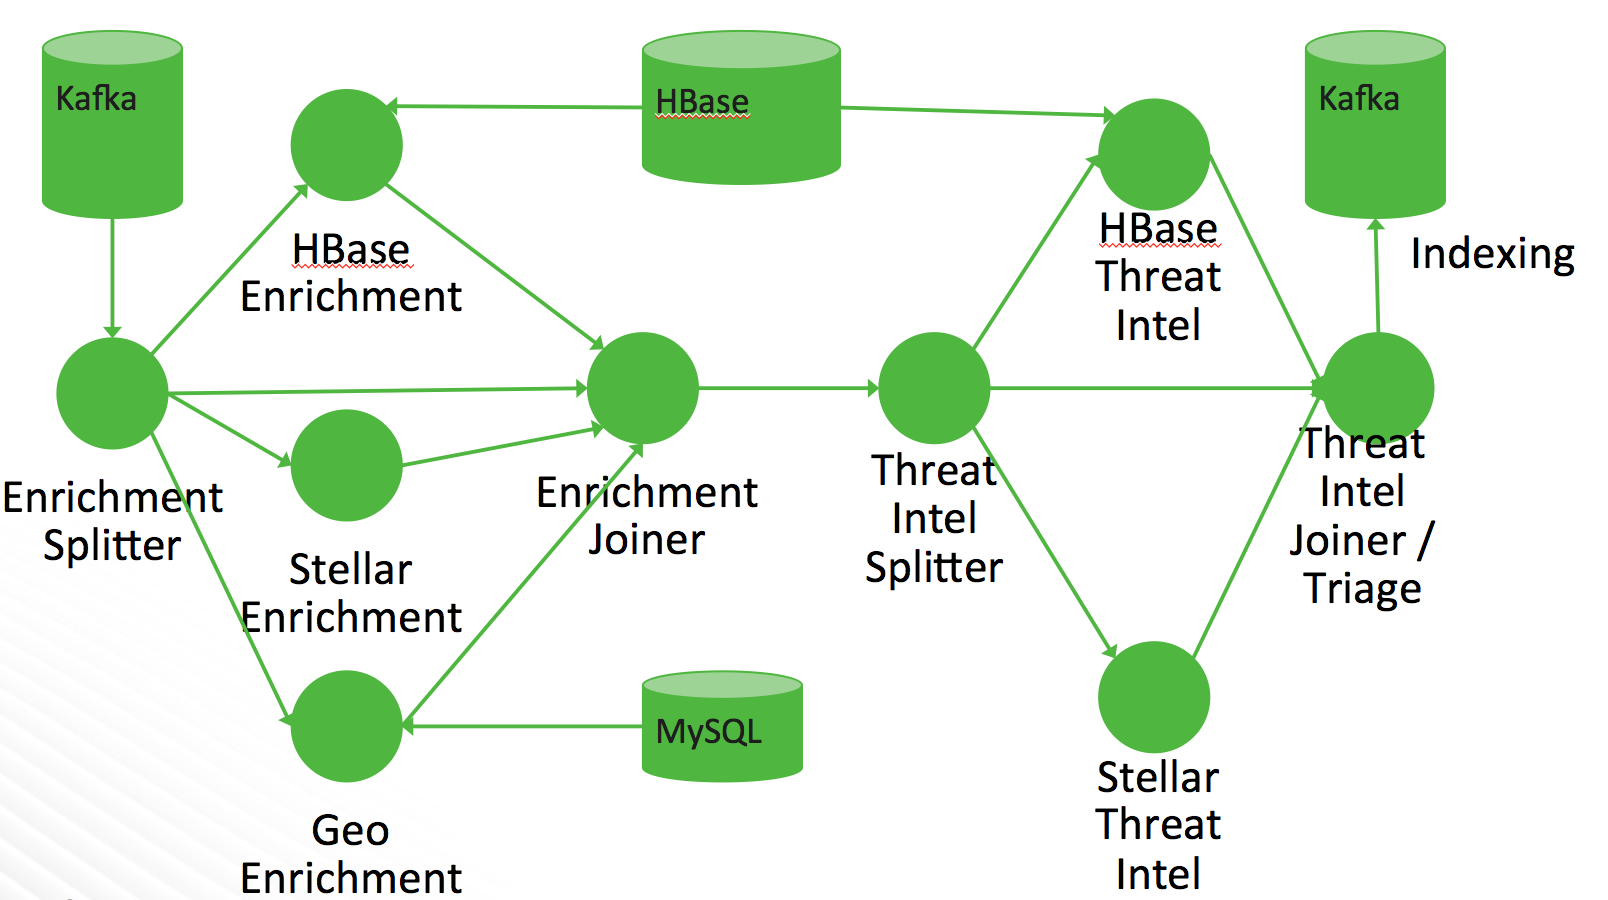 Kafka
HBase
Kafka
HBase
Enrichment
HBase
Threat
Intel
Indexing
Enrichment
Splitter
Stellar
Enrichment
Enrichment
Joiner
Threat
Intel
Splitter
Threat
Intel
Joiner /
Triage
MySQL
Geo
Enrichment
Stellar
Threat
Intel